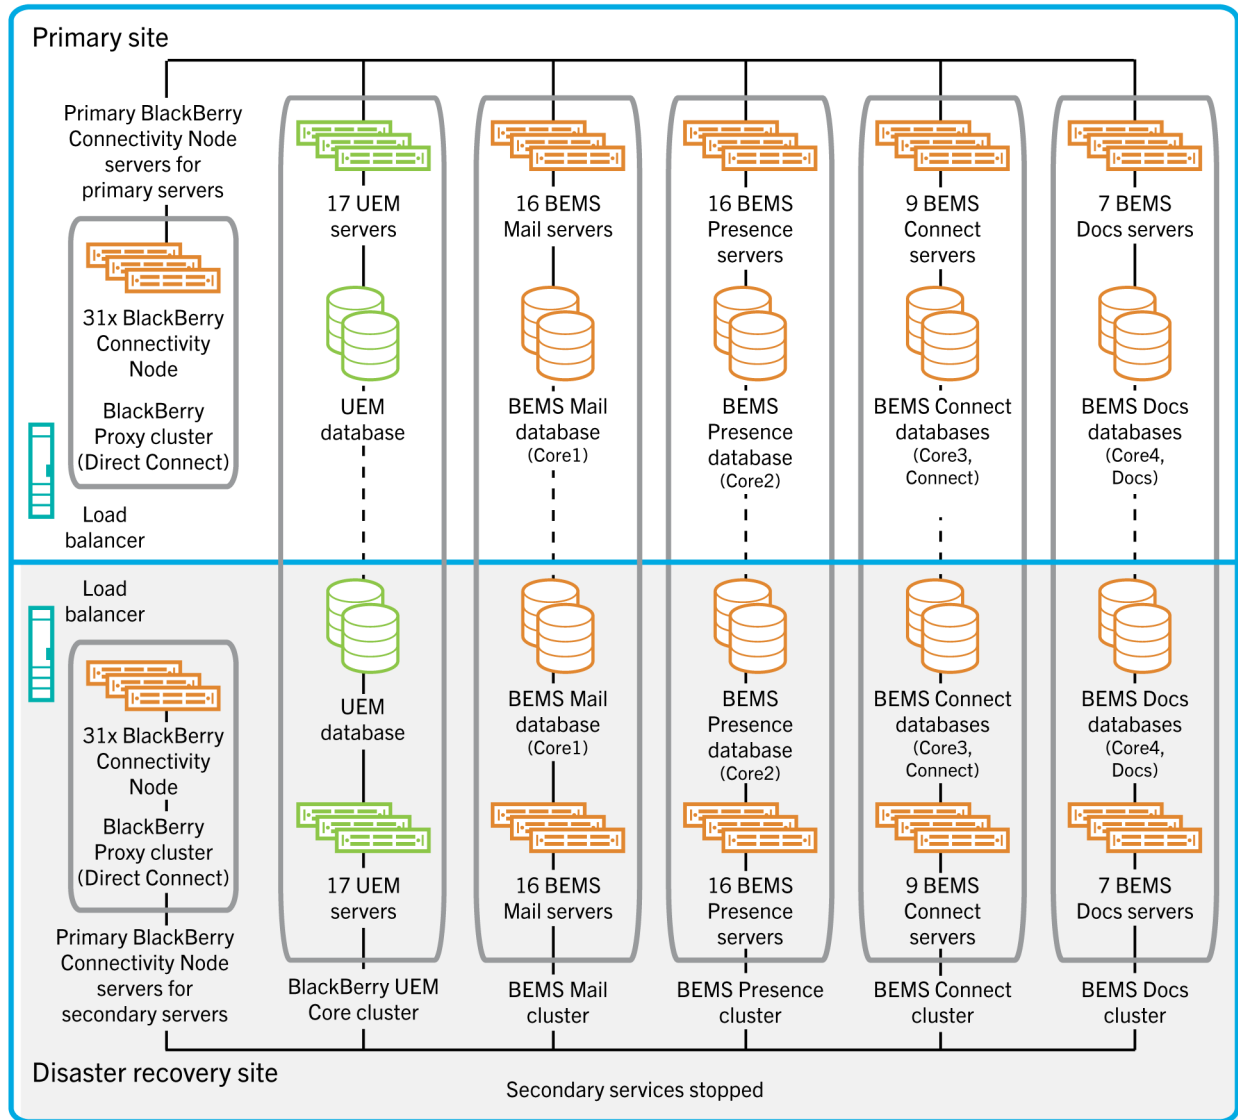 Primary site
Primary BlackBerry
Connectivity Node
servers for
primary servers
31x BlackBerry
Connectivity
Node
BlackBerry
Proxy cluster
(Direct Connect)
Load
balancer
17 UEM
servers
UEM
database
16 BEMS
Mail servers
BEMS Mail
database
(Core1)
16 BEMS
Presence
servers
BEMS
Presence
database
(Core2)
9 BEMS
Connect
servers
BEMS Connect
databases
(Core3,
Connect)
7 BEMS
Docs servers
BEMS Docs
databases
(Core4,
Docs)
Load
balancer
31x BlackBerry
Connectivity
Node
BlackBerry
Proxy cluster
(Direct Connect)
Primary BlackBerry
Connectivity Node
servers for
secondary servers
UEM
database
17 UEM
servers
BlackBerry UEM
Core cluster
BEMS Mail
database
(Core1)
16 BEMS
Mail servers
BEMS Mail
cluster
BEMS
Presence
database
(Core2)
16 BEMS
Presence
servers
BEMS Presence
cluster
BEMS Connect
databases
(Core3,
Connect)
9 BEMS
Connect
servers
BEMS Connect
cluster
BEMS Docs
databases
(Core4,
Docs)
7 BEMS
Docs servers
BEMS Docs
cluster
Disaster recovery site
Secondary services stopped